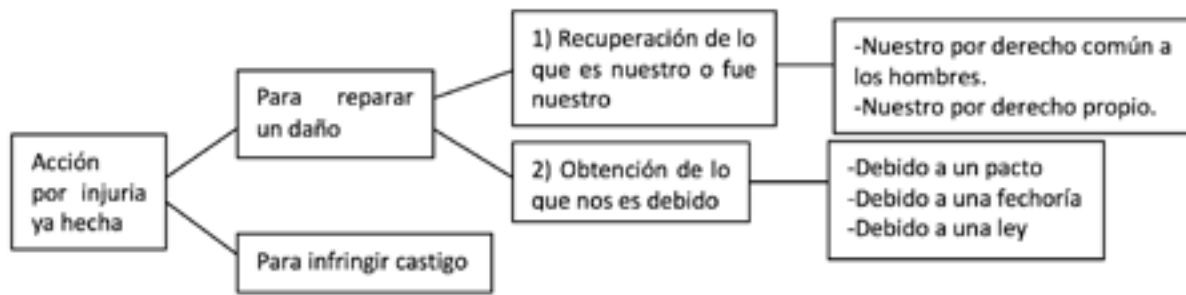 Acción
por injuria
ya hecha
Para reparar
un daño
Para infringir castigo
1) Recuperación de lo
que es nuestro o fue
nuestro
2) Obtención de lo
que nos es debido
-Nuestro por derecho común a
los hombres.
-Nuestro por derecho propio.
-Debido a un pacto
-Debido a una fechoría
-Debido a una ley